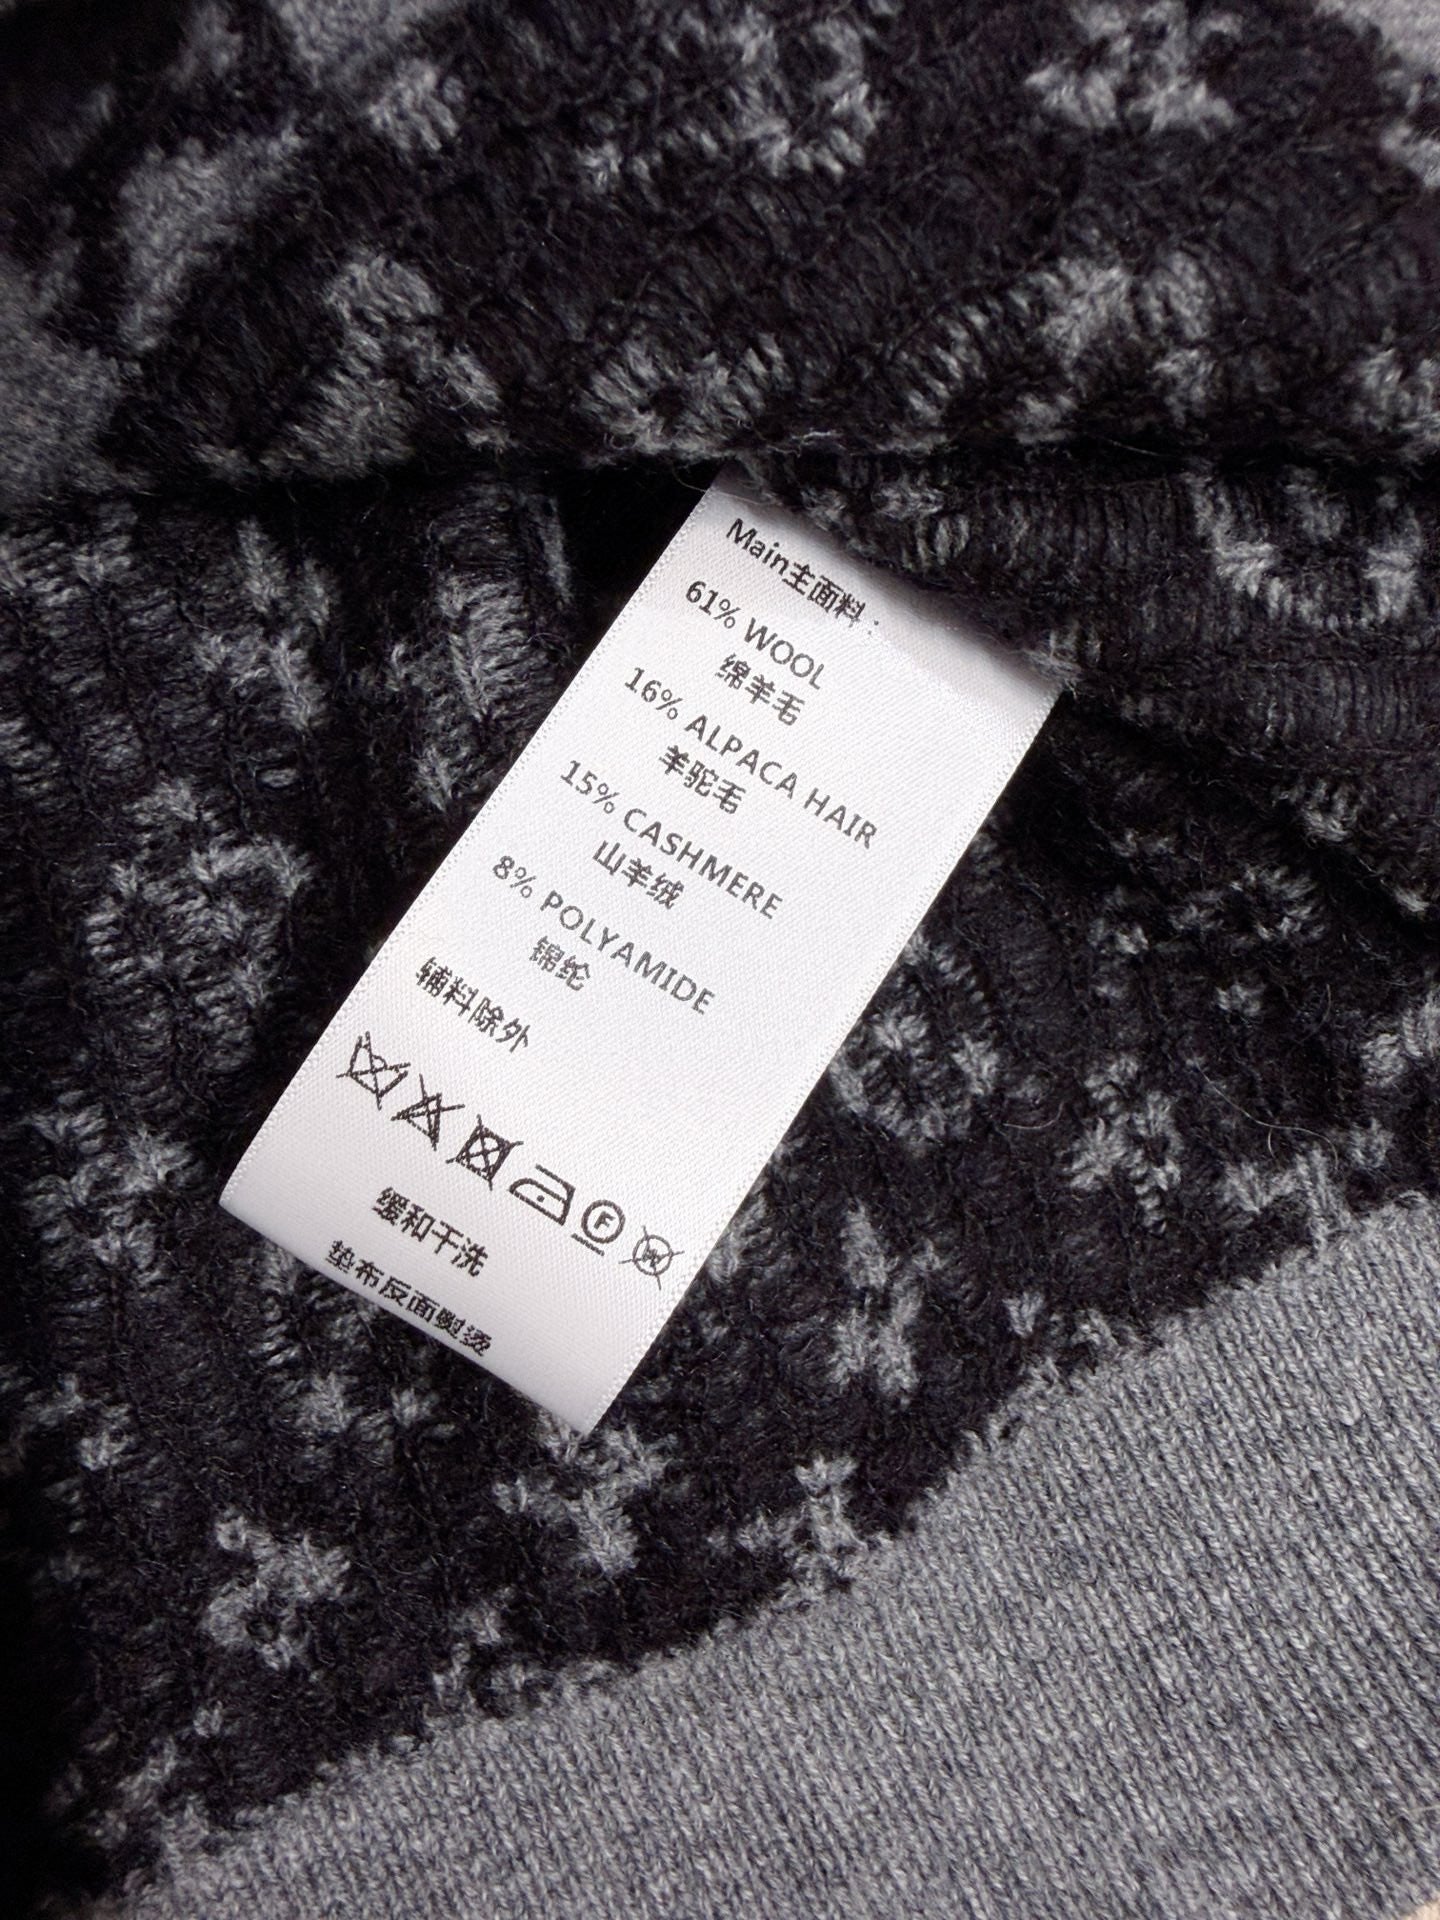 Main主面料:
61% WOOL
绵羊毛
16% ALPACA HAIR
羊驼毛
15% CASHMERE
山羊绒
8% POLYAMIDE
锦纶
辅料除外
F
W
缓和干洗
垫布反面熨烫